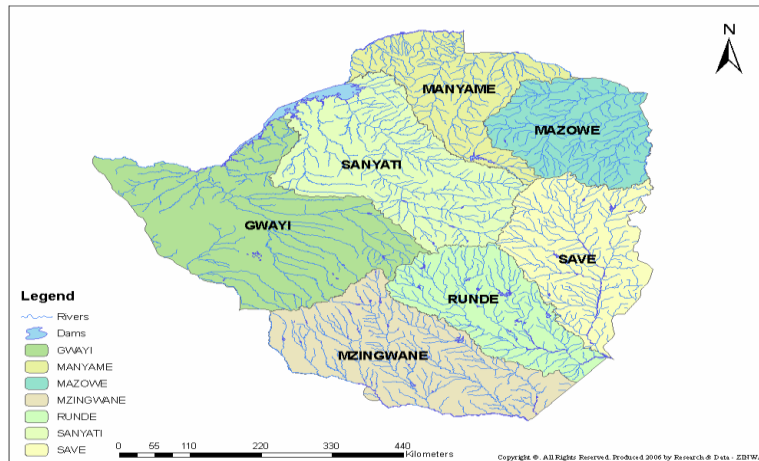 N
MANYAME
MAZOWE
SANYATI
GWAYI
SAVE
RUNDE
MZINGWANE
Legend
Rivers
Dams
GWAYI
MANYAME
MAZOWE
MZINGWANE
RUNDE
SANYATI
SAVE
0 55 110 220 330 440
Kilometers
Copyright ©. All Rights Reserved. Produced 2006 by Research & Data - ZINWA